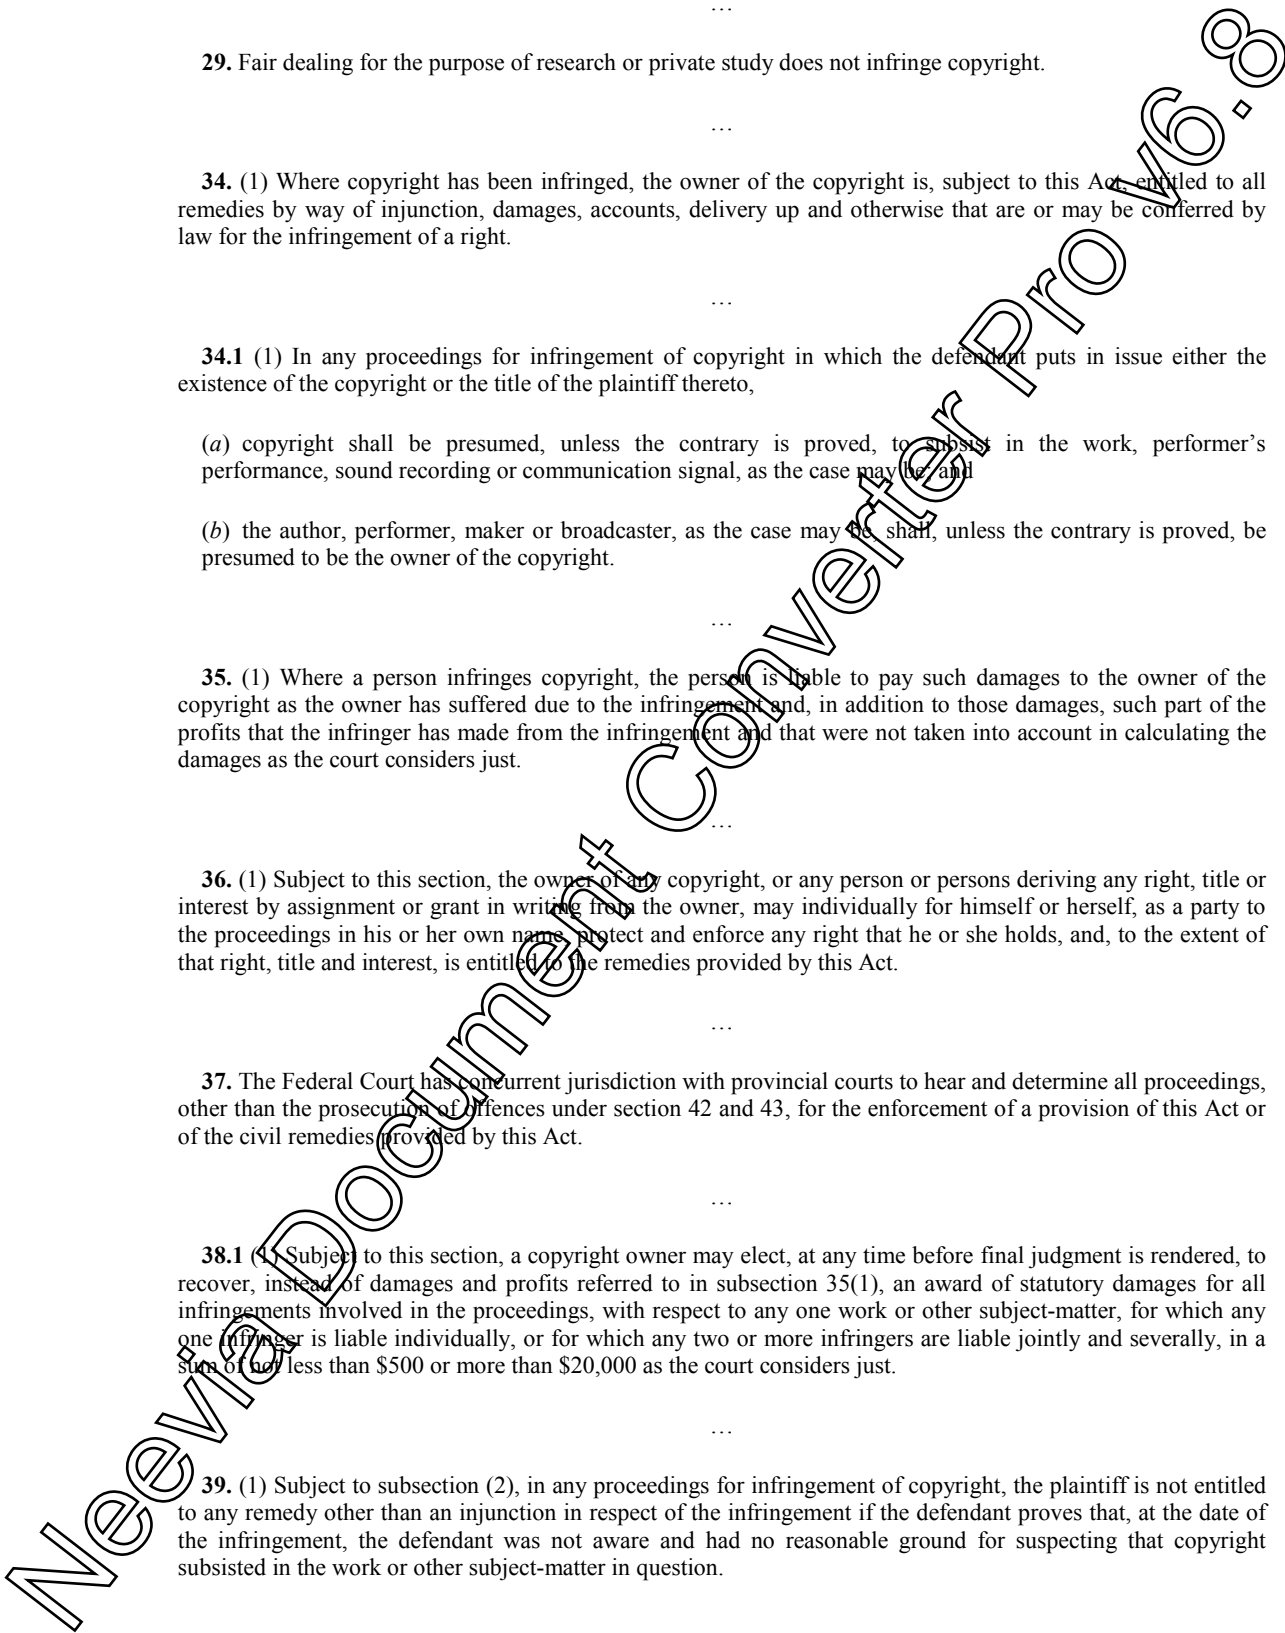 …
29. Fair dealing for the purpose of research or private study does not infringe copyright.
…
34. (1) Where copyright has been infringed, the owner of the copyright is, subject to this Act, entitled to all
remedies by way of injunction, damages, accounts, delivery up and otherwise that are or may be conferred by
law for the infringement of a right.
…
34.1 (1) In any proceedings for infringement of copyright in which the defendant puts in issue either the
existence of the copyright or the title of the plaintiff thereto,
(a) copyright shall be presumed, unless the contrary is proved, to subsist in the work, performer’s
performance, sound recording or communication signal, as the case may be; and
(b) the author, performer, maker or broadcaster, as the case may be, shall, unless the contrary is proved, be
presumed to be the owner of the copyright.
…
35. (1) Where a person infringes copyright, the person is liable to pay such damages to the owner of the
copyright as the owner has suffered due to the infringement and, in addition to those damages, such part of the
profits that the infringer has made from the infringement and that were not taken into account in calculating the
damages as the court considers just.
…
36. (1) Subject to this section, the owner of any copyright, or any person or persons deriving any right, title or
interest by assignment or grant in writing from the owner, may individually for himself or herself, as a party to
the proceedings in his or her own name, protect and enforce any right that he or she holds, and, to the extent of
that right, title and interest, is entitled to the remedies provided by this Act.
…
37. The Federal Court has concurrent jurisdiction with provincial courts to hear and determine all proceedings,
other than the prosecution of offences under section 42 and 43, for the enforcement of a provision of this Act or
of the civil remedies provided by this Act.
…
38.1 (1) Subject to this section, a copyright owner may elect, at any time before final judgment is rendered, to
recover, instead of damages and profits referred to in subsection 35(1), an award of statutory damages for all
infringements involved in the proceedings, with respect to any one work or other subject-matter, for which any
one infringer is liable individually, or for which any two or more infringers are liable jointly and severally, in a
sum of not less than $500 or more than $20,000 as the court considers just.
…
39. (1) Subject to subsection (2), in any proceedings for infringement of copyright, the plaintiff is not entitled
to any remedy other than an injunction in respect of the infringement if the defendant proves that, at the date of
the infringement, the defendant was not aware and had no reasonable ground for suspecting that copyright
subsisted in the work or other subject-matter in question.
Neevia Document Converter Pro v6.8